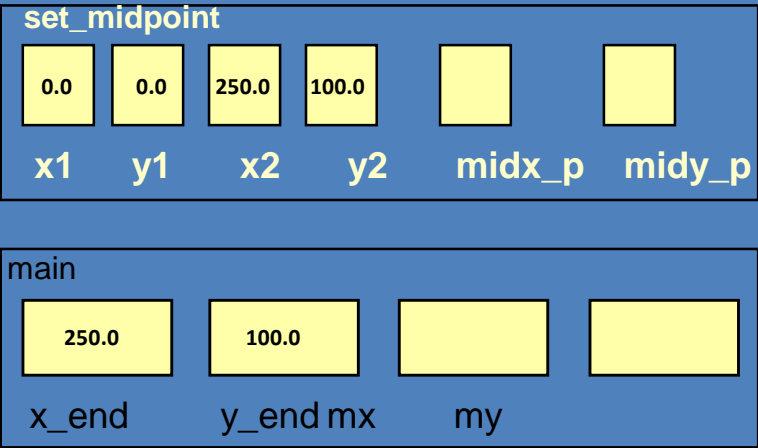 set_midpoint
0.0 0.0 250.0 100.0
x1 y1 x2 y2 midx_p midy_p
main
250.0 100.0
x_end y_end mx my